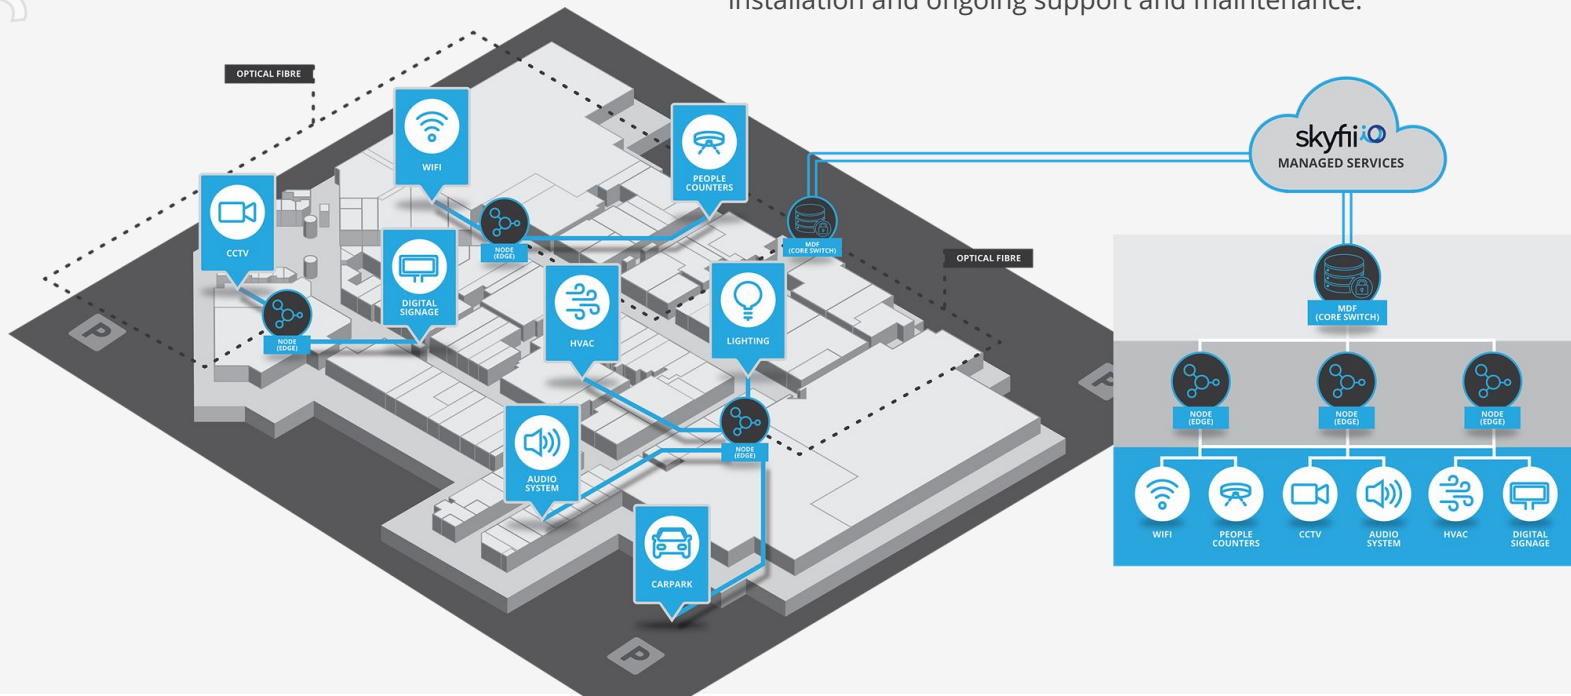 installation and ongoing support and maintenance.
OPTICAL FIBRE
WIFI
PEOPLE
COUNTERS
skyfii io
MANAGED SERVICES
CCTV
NODE
(EDGE)
MDF
(CORE SWITCH)
OPTICAL FIBRE
DIGITAL
SIGNAGE
HVAC
LIGHTING
NODE
(EDGE)
P
P
NODE
(EDGE)
AUDIO
SYSTEM
CARPARK
P
MDF
(CORE SWITCH)
NODE
(EDGE)
NODE
(EDGE)
NODE
(EDGE)
WIFI
PEOPLE
COUNTERS
CCTV
AUDIO
SYSTEM
HVAC
DIGITAL
SIGNAGE